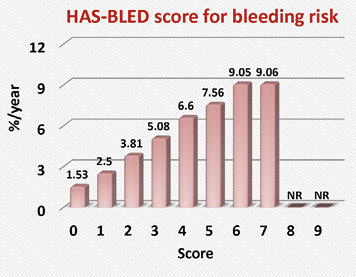 HAS-BLED score for bleeding risk
12
9
6
3
0
%/year
1.53
2.5
3.81
5.08
6.6
7.56
9.05
9.06
NR
NR
0 1 2 3 4 5 6 7 8 9
Score